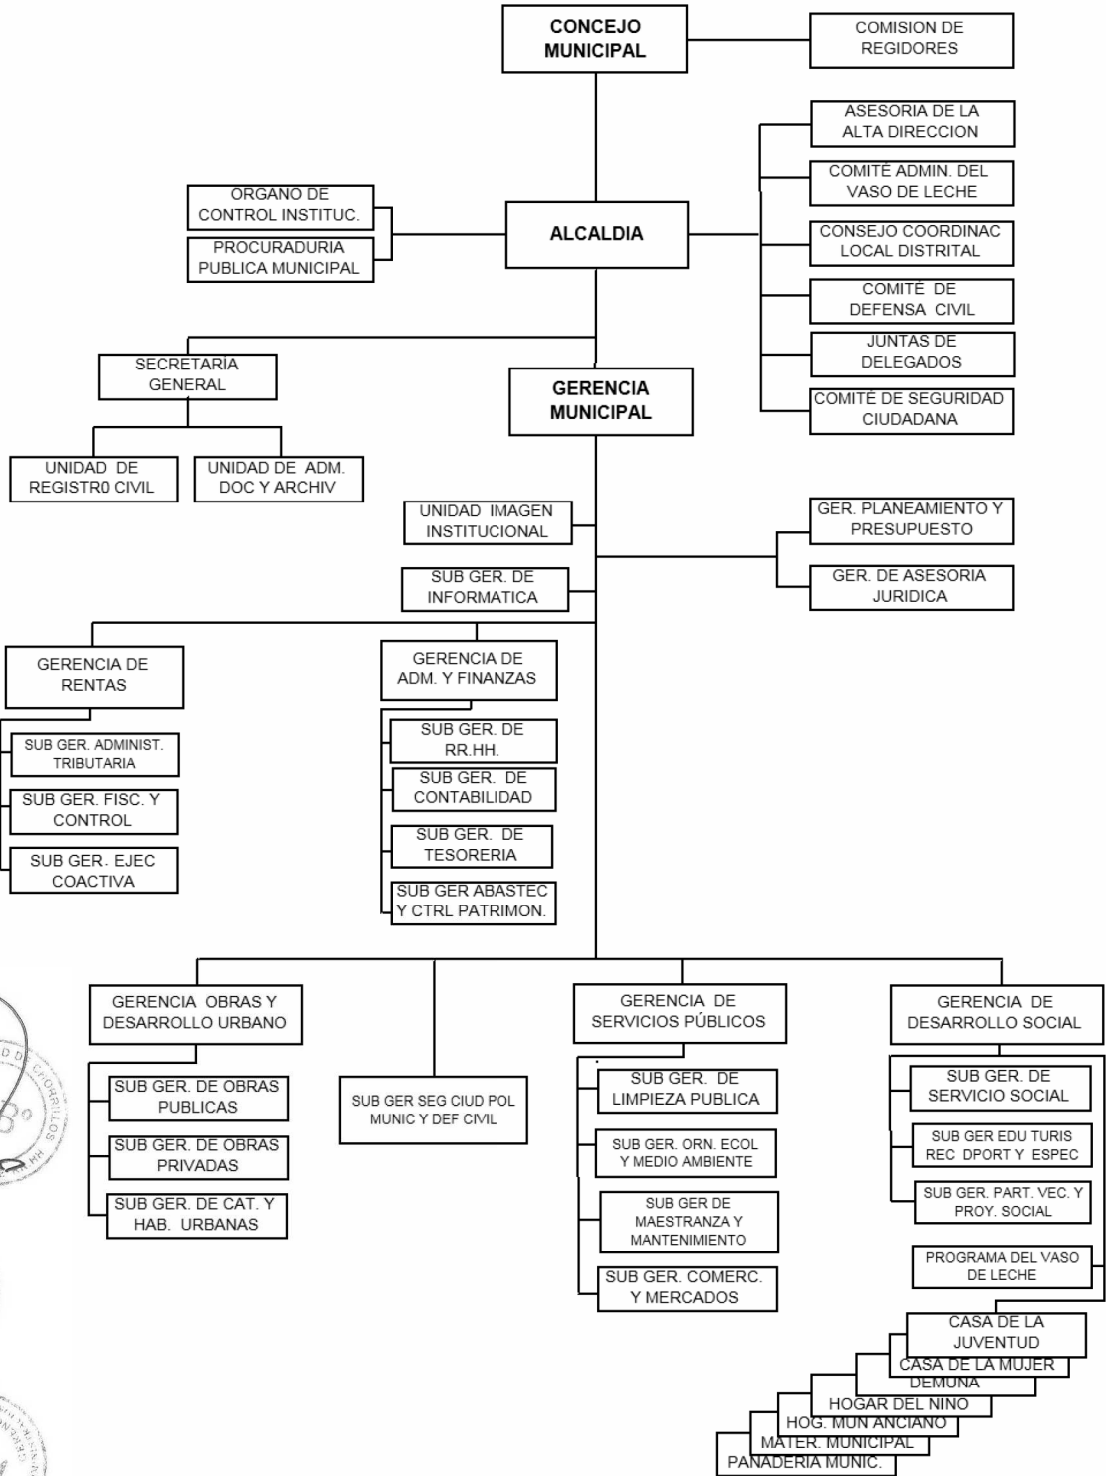 CONCEJO
MUNICIPAL
COMISION DE
REGIDORES
ASESORIA DE LA
ALTA DIRECCION
COMITÉ ADMIN. DEL
VASO DE LECHE
CONSEJO COORDINAC
LOCAL DISTRITAL
COMITÉ DE
DEFENSA CIVIL
JUNTAS DE
DELEGADOS
COMITÉ DE SEGURIDAD
CIUDADANA
ORGANO DE
CONTROL INSTITUC.
PROCURADURIA
PUBLICA MUNICIPAL
ALCALDIA
SECRETARÍA
GENERAL
UNIDAD DE
REGISTR0 CIVIL
UNIDAD DE ADM.
DOC Y ARCHIV
GERENCIA
MUNICIPAL
UNIDAD IMAGEN
INSTITUCIONAL
SUB GER. DE
INFORMATICA
GER. PLANEAMIENTO Y
PRESUPUESTO
GER. DE ASESORIA
JURIDICA
GERENCIA DE
RENTAS
SUB GER. ADMINIST.
TRIBUTARIA
SUB GER. FISC. Y
CONTROL
SUB GER. EJEC
COACTIVA
GERENCIA DE
ADM. Y FINANZAS
SUB GER. DE
RR.HH.
SUB GER. DE
CONTABILIDAD
SUB GER. DE
TESORERIA
SUB GER ABASTEC
Y CTRL PATRIMON.
GERENCIA OBRAS Y
DESARROLLO URBANO
SUB GER. DE OBRAS
PUBLICAS
SUB GER. DE OBRAS
PRIVADAS
SUB GER. DE CAT. Y
HAB. URBANAS
SUB GER SEG CIUD POL
MUNIC Y DEF CIVIL
GERENCIA DE
SERVICIOS PÚBLICOS
SUB GER. DE
LIMPIEZA PUBLICA
SUB GER. ORN. ECOL
Y MEDIO AMBIENTE
SUB GER DE
MAESTRANZA Y
MANTENIMIENTO
SUB GER. COMERC.
Y MERCADOS
GERENCIA DE
DESARROLLO SOCIAL
SUB GER. DE
SERVICIO SOCIAL
SUB GER EDU TURIS
REC DPORT Y ESPEC
SUB GER. PART. VEC. Y
PROY. SOCIAL
PROGRAMA DEL VASO
DE LECHE
CASA DE LA
JUVENTUD
CASA DE LA MUJER
DEMUNA
HOGAR DEL NINO
HOG. MUN ANCIANO
MATER. MUNICIPAL
PANADERIA MUNIC.
CHORRILLOS